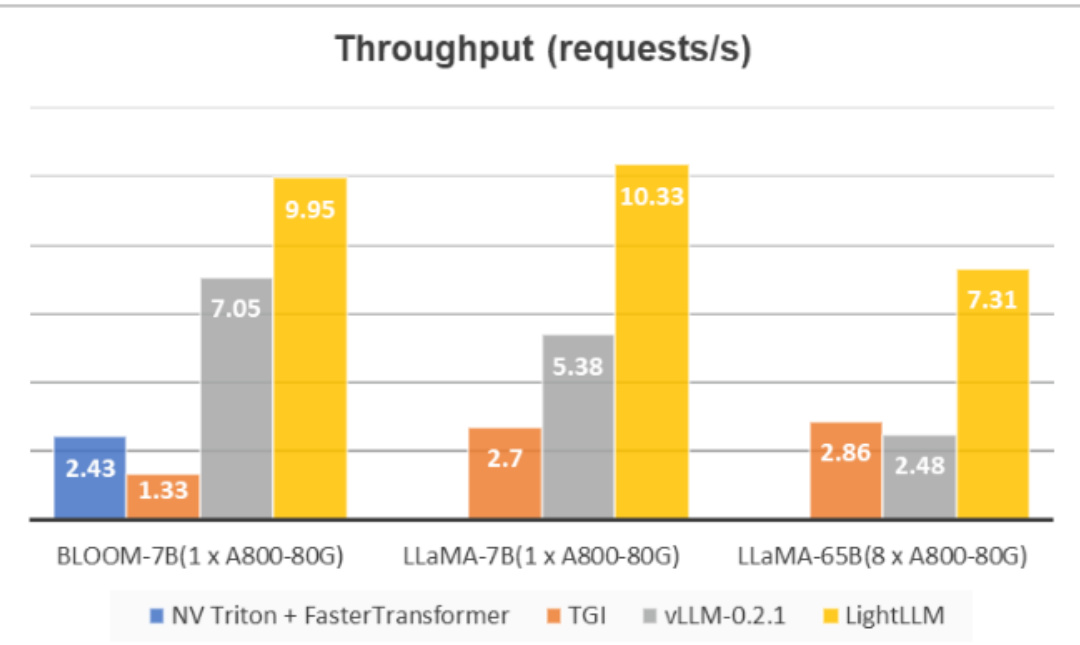 Throughput (requests/s)
2.43
1.33
7.05
9.95
2.7
5.38
10.33
2.86
2.48
7.31
BLOOM-7B(1 x A800-80G)
LLaMA-7B(1 x A800-80G)
LLaMA-65B(8 x A800-80G)
NV Triton + FasterTransformer
TGI
vLLM-0.2.1
LightLLM